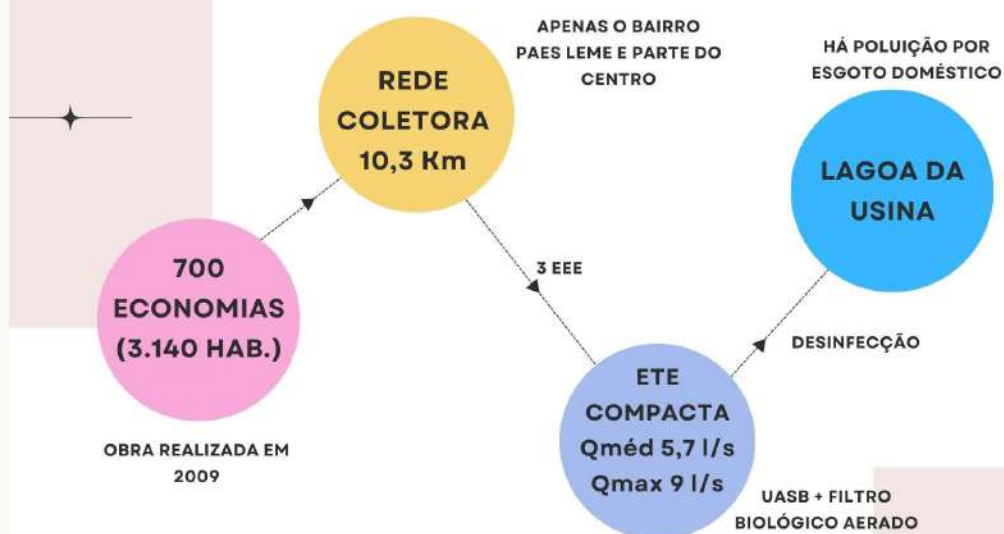 700
ECONOMIAS
(3.140 HAB.)
OBRA REALIZADA EM
2009
REDE
COLETORA
10,3 Km
APENAS O BAIRRO
PAES LEME E PARTE DO
CENTRO
3 EEE
ETE
COMPACTA
Qméd 5,7 l/s
Qmax 9 l/s
UASB + FILTRO
BIOLÓGICO AERADO
DESINFECÇÃO
HÁ POLUIÇÃO POR
ESGOTO DOMÉSTICO
LAGOA DA
USINA